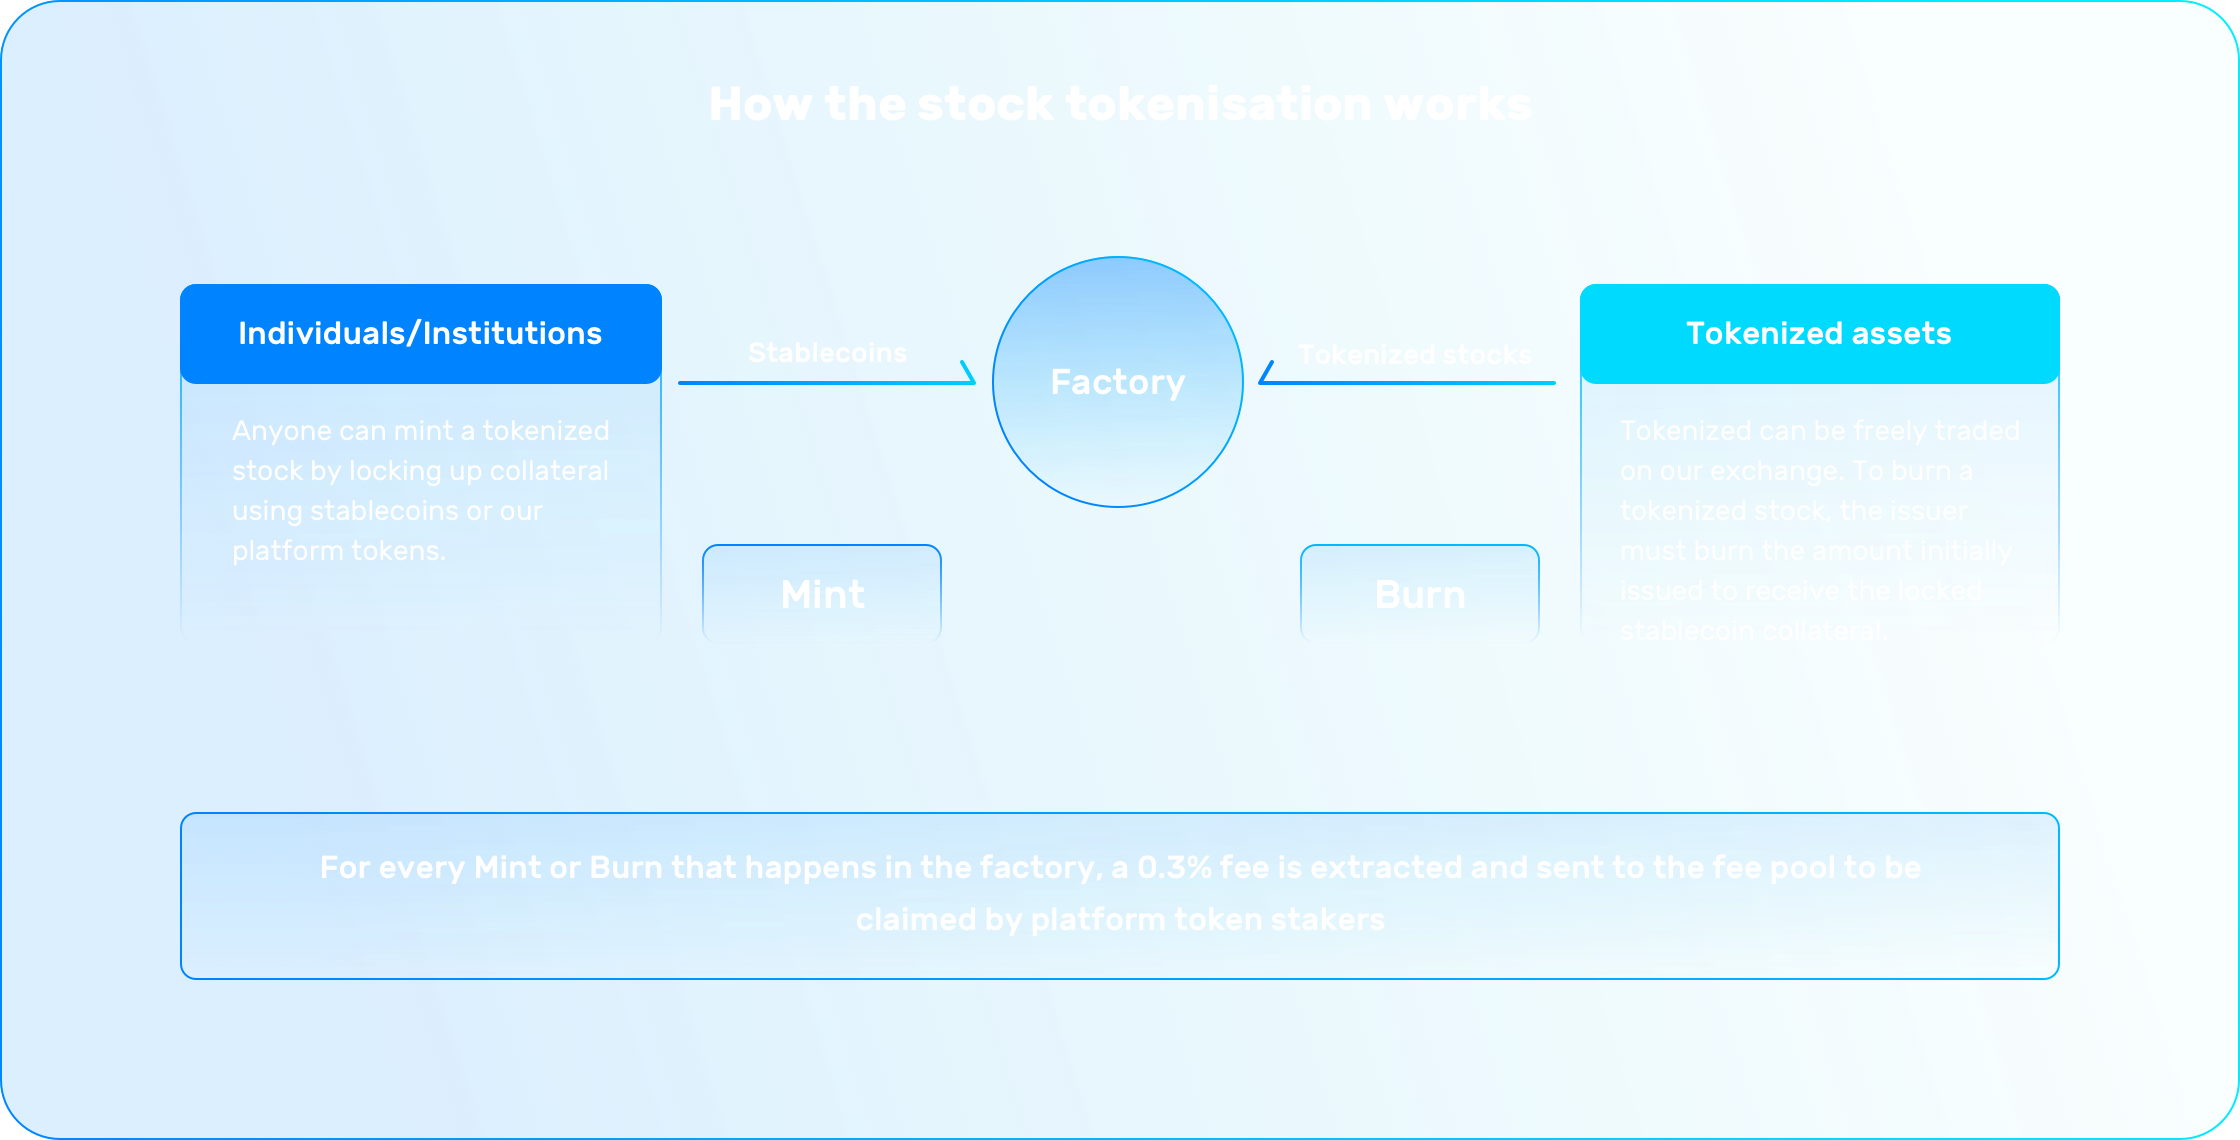 How the stock tokenisation works
Individuals/Institutions
Anyone can mint a tokenized
stock by locking up collateral
using stablecoins or our
platform tokens.
Stablecoins
Mint
Factory
Tokenized stocks
Burn
Tokenized assets
Tokenized can be freely traded
on our exchange. To burn a
tokenized stock, the issuer
must burn the amount initially
issued to receive the locked
stablecoin collateral.
For every Mint or Burn that happens in the factory, a 0.3% fee is extracted and sent to the fee pool to be
claimed by platform token stakers